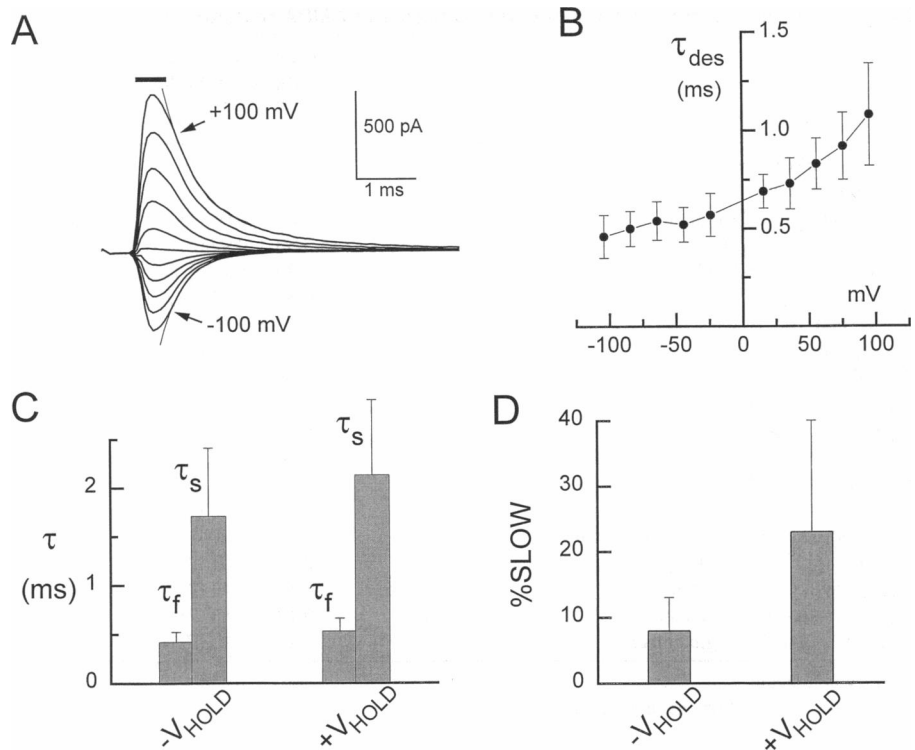 A
+100 mV
500 pA
1 ms
-100 mV
B
τdes
(ms)
1.5
1.0
0.5
mV
-100 -50 0 50 100
C
τ
(ms)
2
1
0
τf
τs
τf
τs
-VHOLD
+VHOLD
D
%SLOW
40
30
20
10
0
-VHOLD
+VHOLD